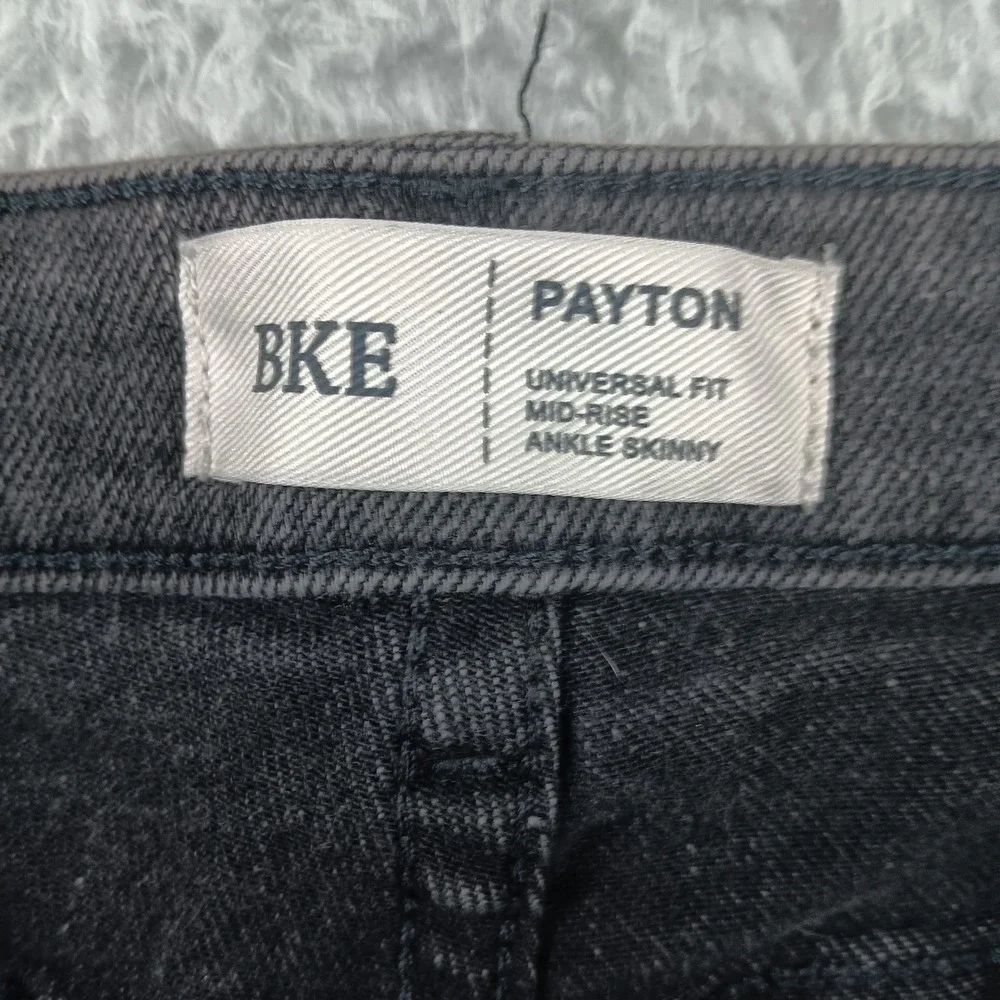 BKE
PAYTON
UNIVERSAL FIT
MID-RISE
ANKLE SKINNY